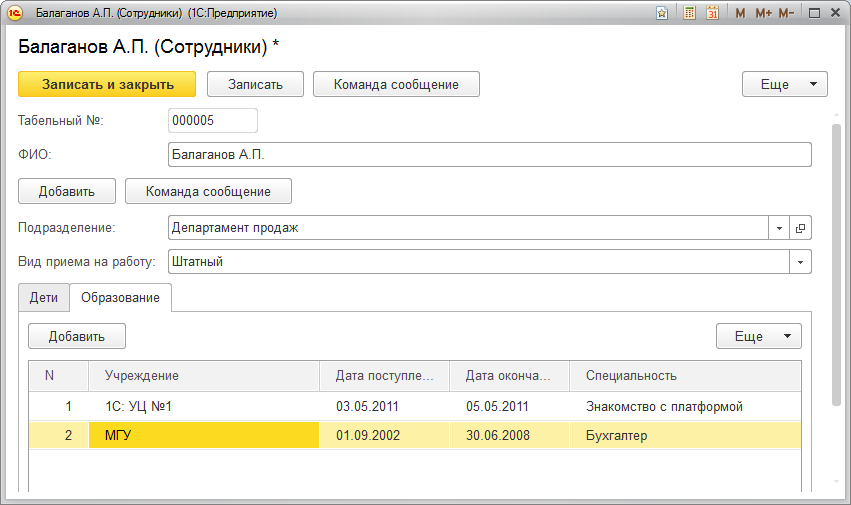 Балаганов А.П. (Сотрудники) (1С:Предприятие) M M+ M-
Балаганов А.П. (Сотрудники) *
Записать и закрыть Записать Команда сообщение Еще
Табельный №: 000005
ФИО: Балаганов А.П.
Добавить Команда сообщение
Подразделение: Департамент продаж
Вид приема на работу: Штатный
Дети Образование
Добавить Еще
N Учреждение Дата поступле... Дата оконча... Специальность
1 1С: УЦ №1 03.05.2011 05.05.2011 Знакомство с платформой
2 МГУ 01.09.2002 30.06.2008 Бухгалтер